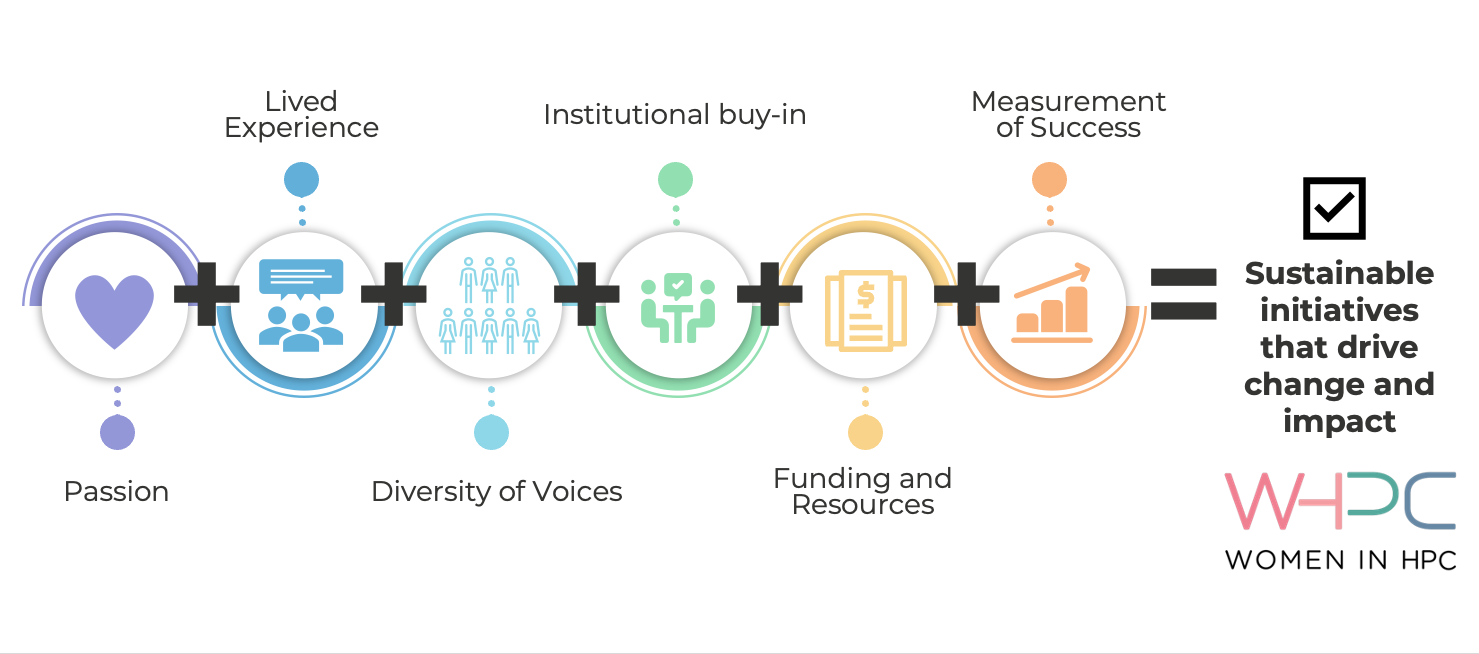 Passion
Lived
Experience
Diversity of Voices
Institutional buy-in
$
Funding and
Resources
Measurement
of Success
Sustainable
initiatives
that drive
change and
impact
WHPC
WOMEN IN HPC